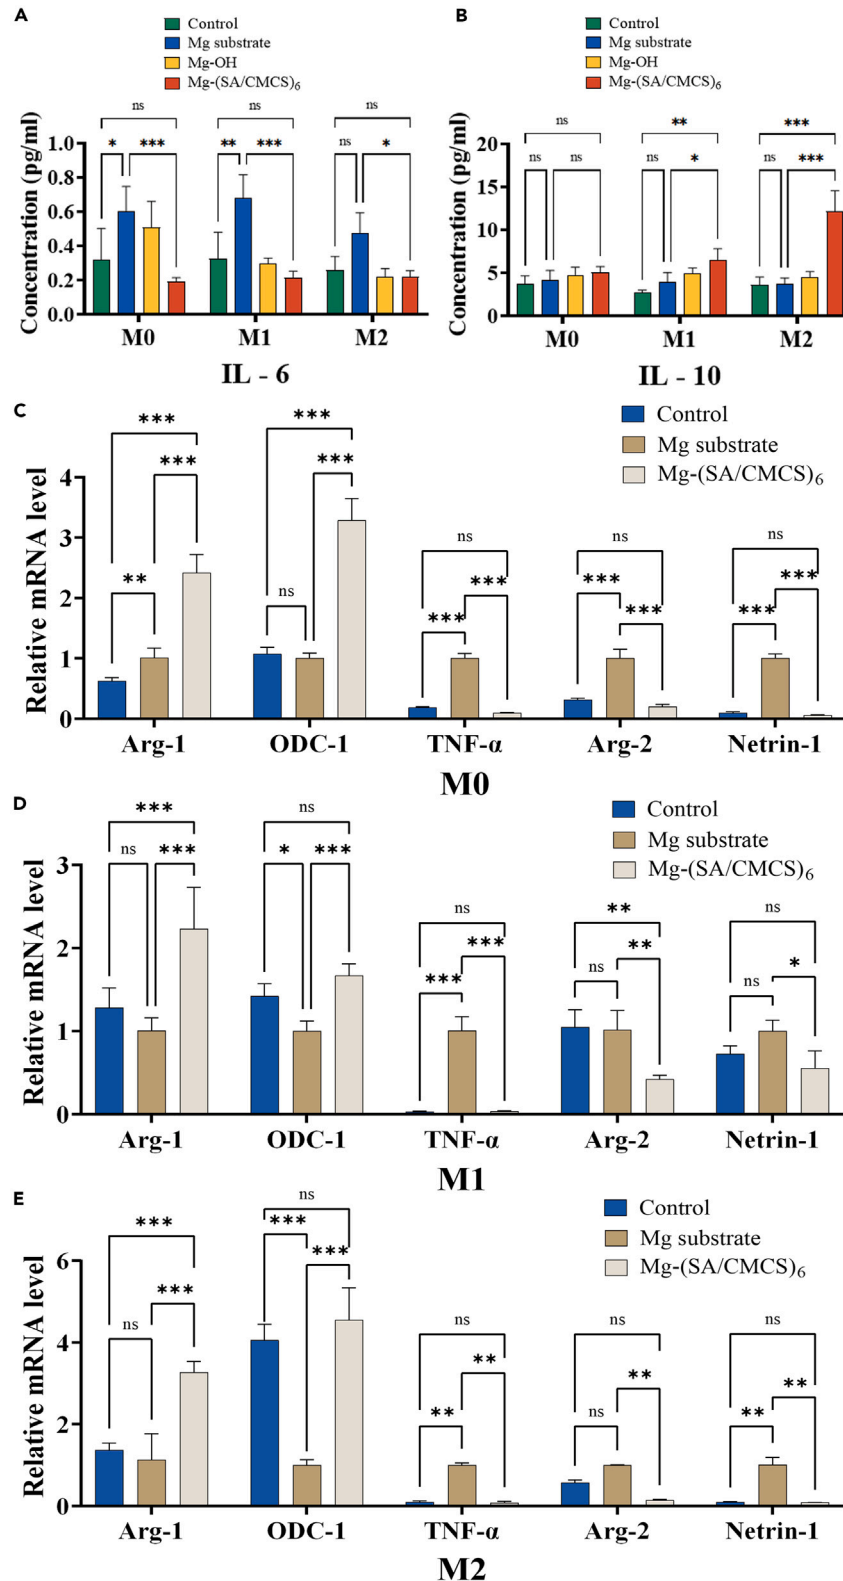 A
Control
Mg substrate
Mg-OH
Mg-(SA/CMCS)6
ns ns ns
* *** ** *** ns *
Concentration (pg/ml)
1.0
0.8
0.6
0.4
0.2
0.0
M0 M1 M2
IL - 6
B
Control
Mg substrate
Mg-OH
Mg-(SA/CMCS)6
ns ** ***
ns ns ns * ns ***
Concentration (pg/ml)
20
15
10
5
0
M0 M1 M2
IL - 10
C
Control
Mg substrate
Mg-(SA/CMCS)6
*** ***
*** ***
ns ns ns
** ns *** *** *** *** *** ***
Relative mRNA level
4
3
2
1
0
Arg-1 ODC-1 TNF-α Arg-2 Netrin-1
M0
D
Control
Mg substrate
Mg-(SA/CMCS)6
*** ns
ns *** * ***
ns ** ns
*** *** ns ** ns *
Relative mRNA level
3
2
1
0
Arg-1 ODC-1 TNF-α Arg-2 Netrin-1
M1
E
Control
Mg substrate
Mg-(SA/CMCS)6
ns
*** *** ***
ns *** ns ns ns
** ** ns ** ** **
Relative mRNA level
6
4
2
0
Arg-1 ODC-1 TNF-α Arg-2 Netrin-1
M2